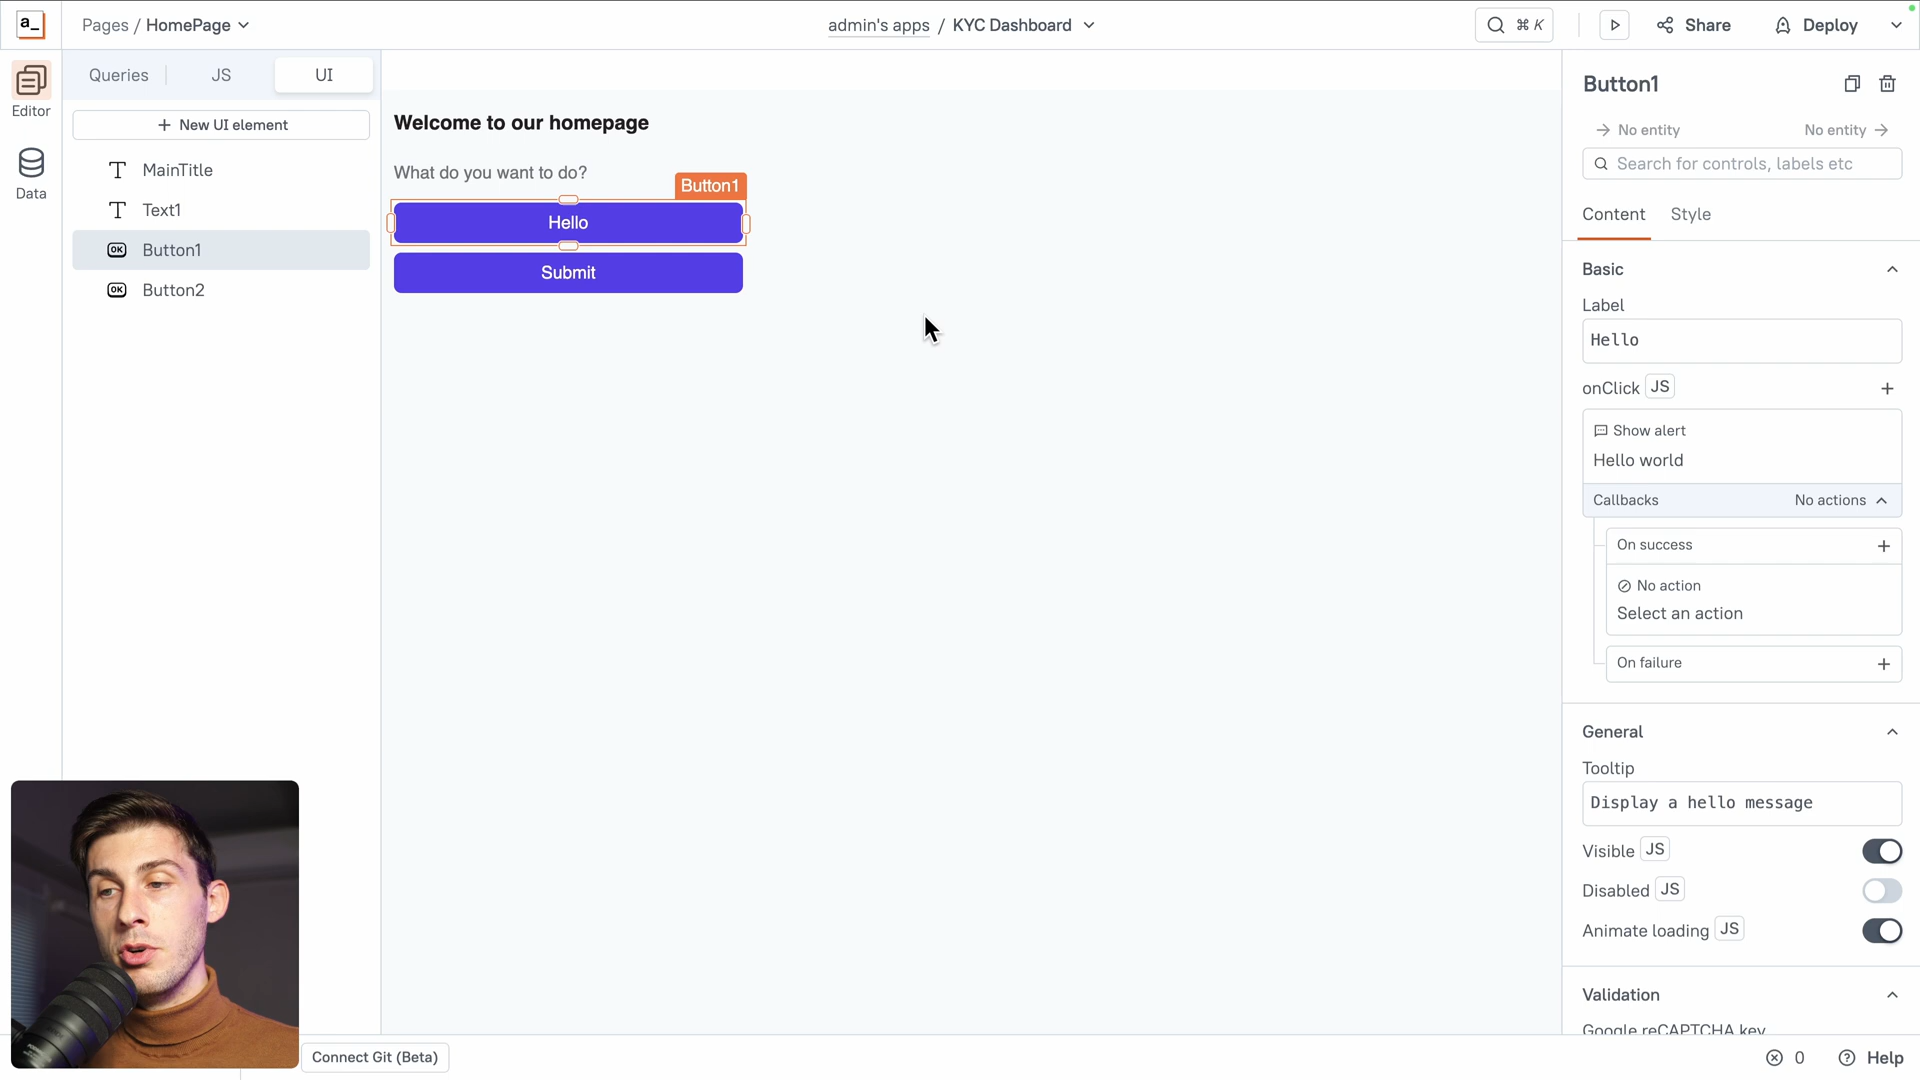 a_
Pages / HomePage
admin's apps / KYC Dashboard
⌘ K
Share
Deploy
Editor
Data
Queries
JS
UI
+ New UI element
MainTitle
Text1
OK Button1
OK Button2
Welcome to our homepage
What do you want to do?
Button1
Hello
Submit
Button1
No entity
No entity
Search for controls, labels etc
Content
Style
Basic
Label
Hello
onClick JS
Show alert
Hello world
Callbacks
No actions
On success
No action
Select an action
On failure
General
Tooltip
Display a hello message
Visible JS
Disabled JS
Animate loading JS
Validation
Google reCAPTCHA key
Connect Git (Beta)
0
Help